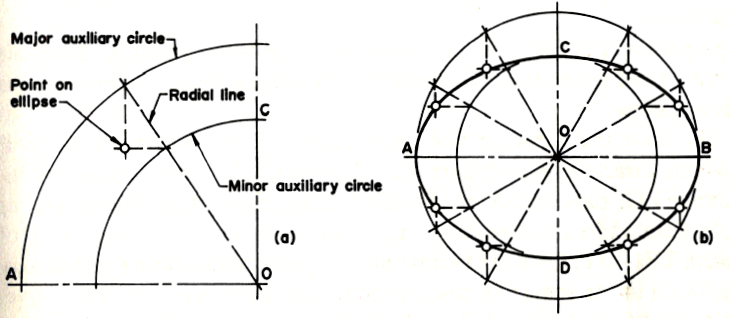 Major auxiliary circle
Point on
ellipse
Radial line
C
Minor auxiliary circle
(a)
A
O
C
O
A
B
D
(b)